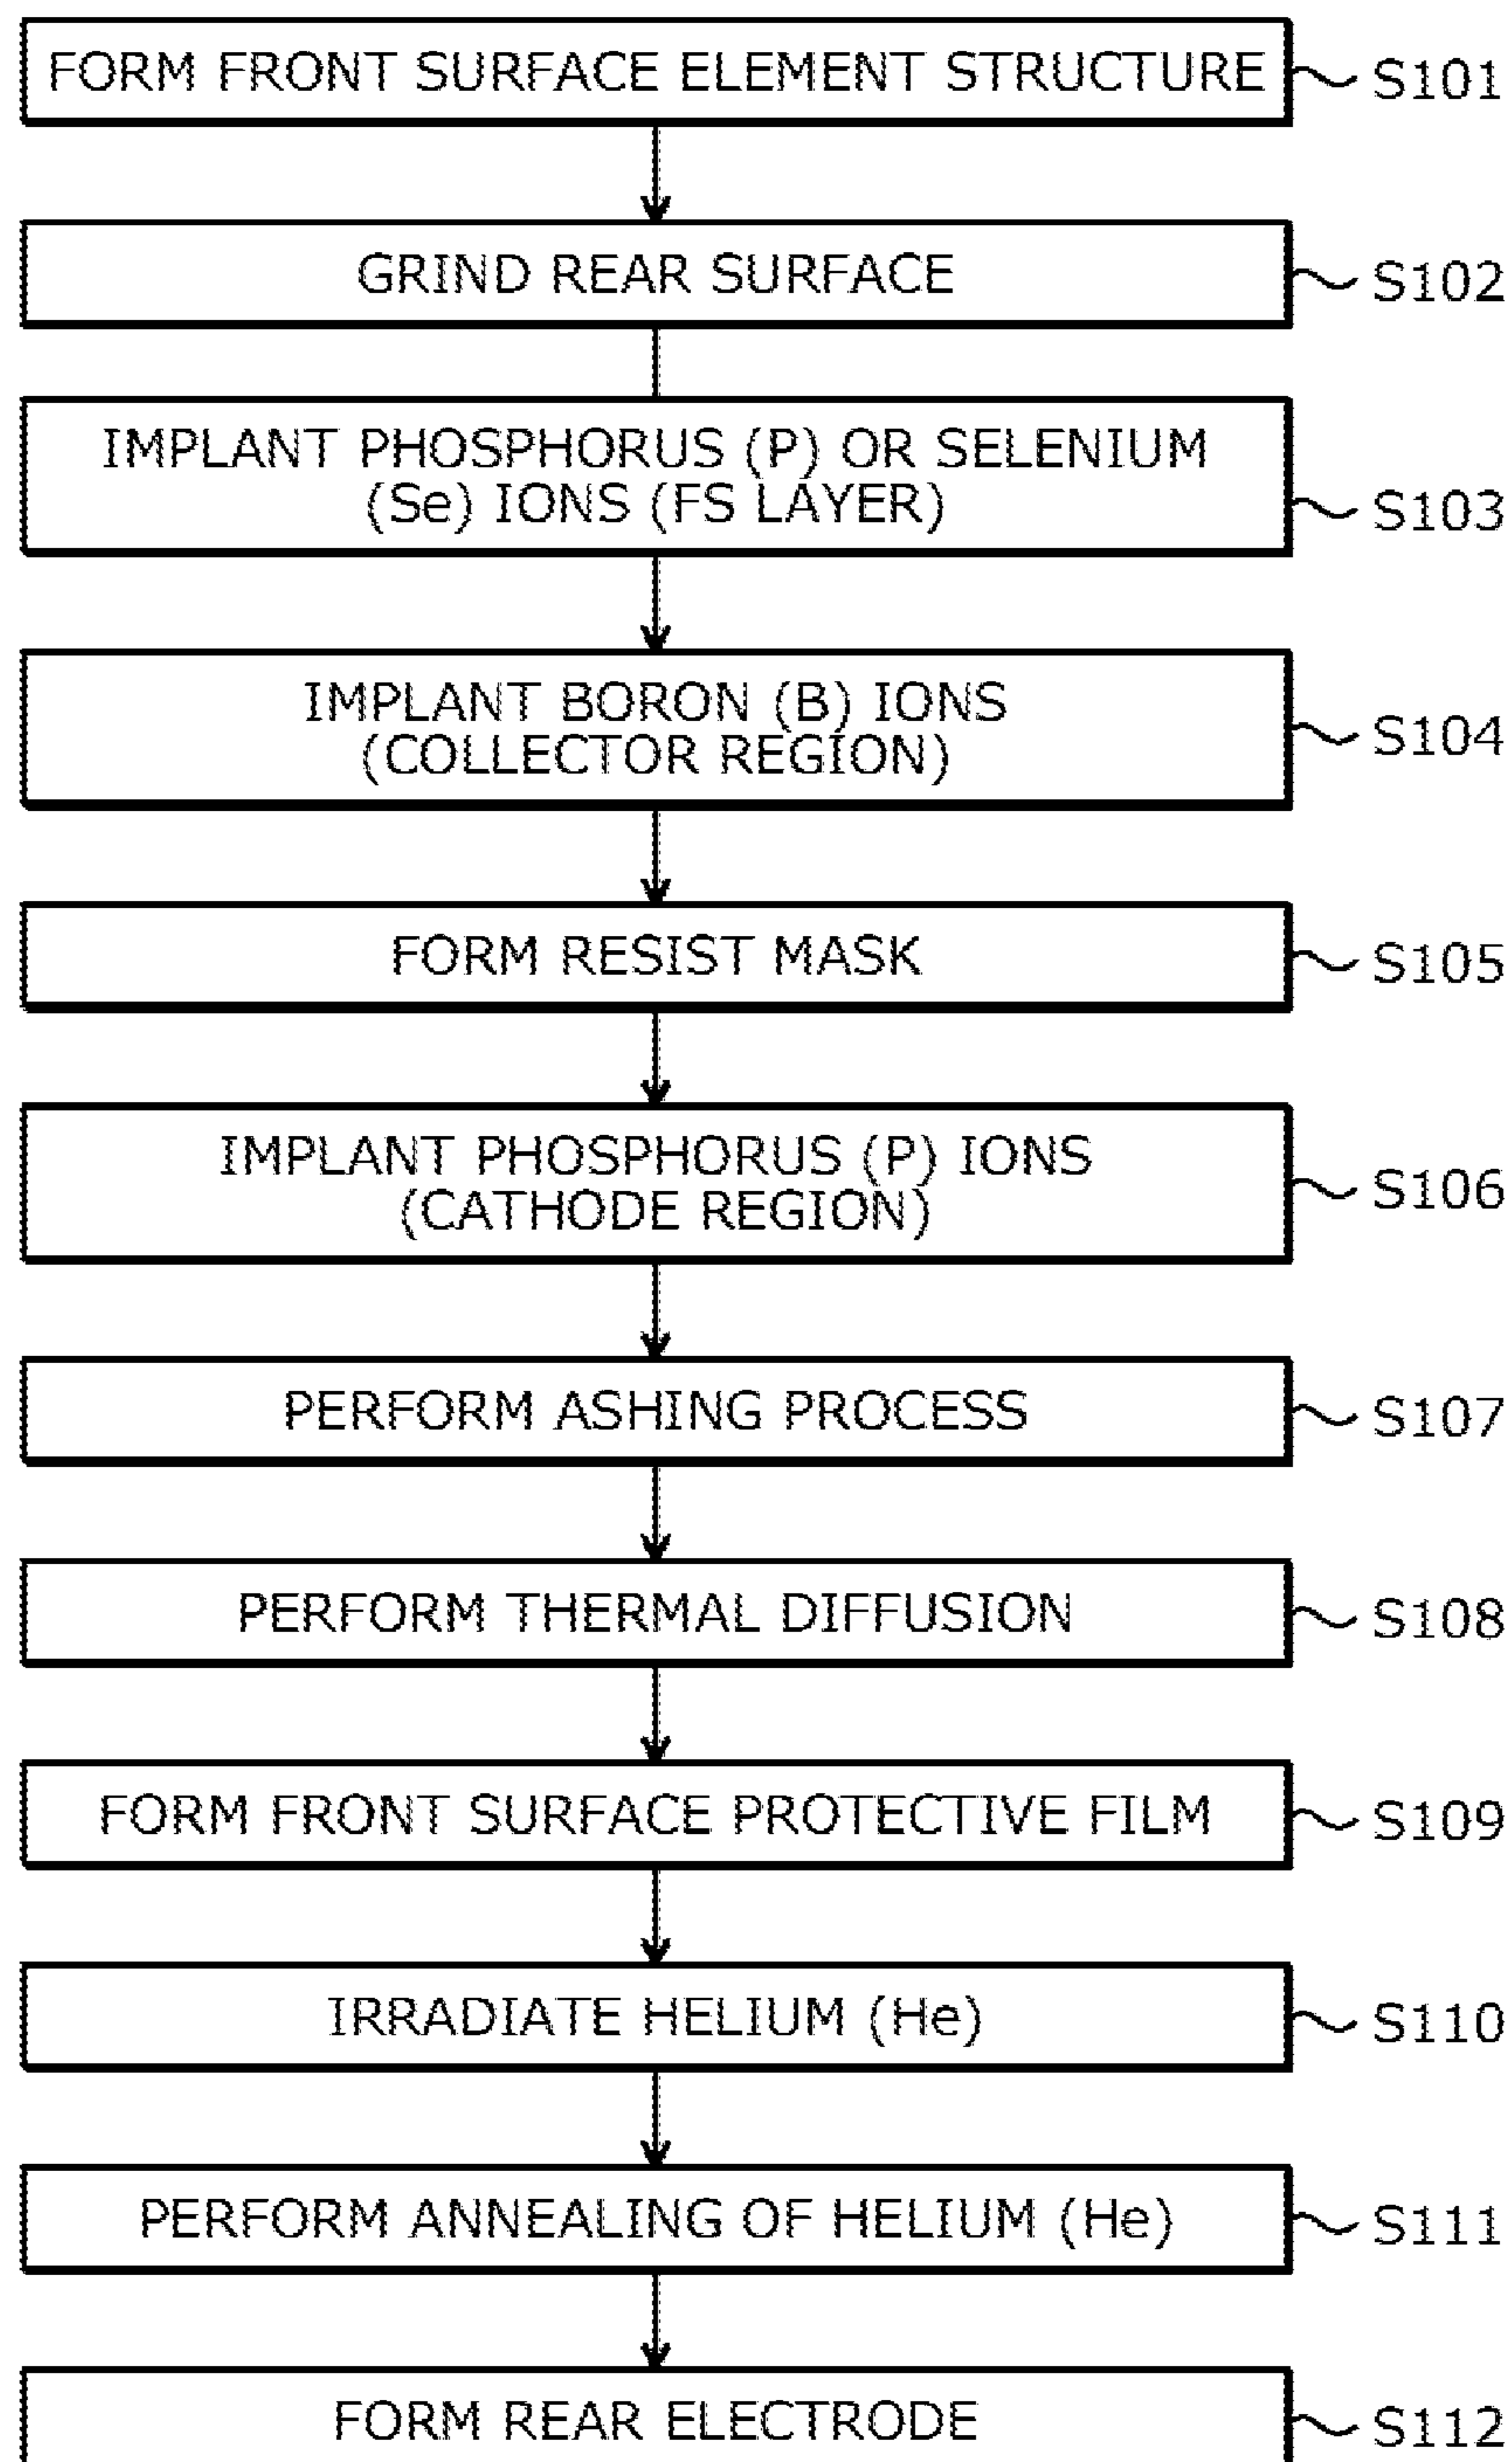 FORM FRONT SURFACE ELEMENT STRUCTURE
S101
GRIND REAR SURFACE
S102
IMPLANT PHOSPHORUS (P) OR SELENIUM
(Se) IONS (FS LAYER)
S103
IMPLANT BORON (B) IONS
(COLLECTOR REGION)
S104
FORM RESIST MASK
S105
IMPLANT PHOSPHORUS (P) IONS
(CATHODE REGION)
S106
PERFORM ASHING PROCESS
S107
PERFORM THERMAL DIFFUSION
S108
FORM FRONT SURFACE PROTECTIVE FILM
S109
IRRADIATE HELIUM (He)
S110
PERFORM ANNEALING OF HELIUM (He)
S111
FORM REAR ELECTRODE
S112